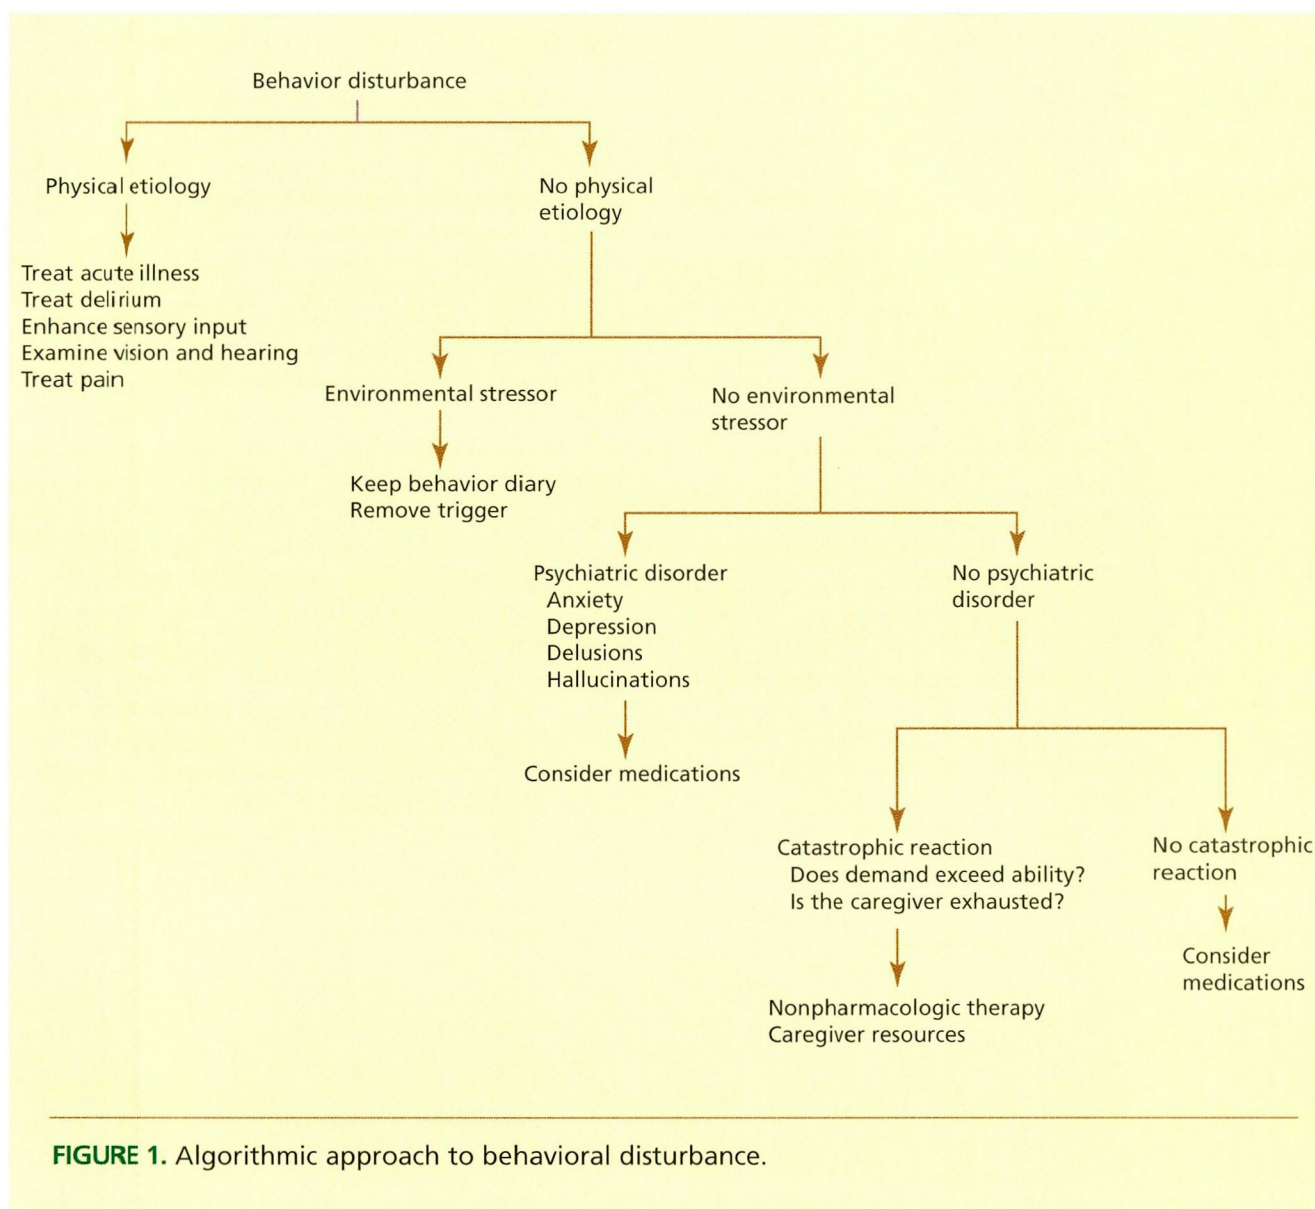 Behavior disturbance
Physical etiology
No physical
etiology
Treat acute illness
Treat delirium
Enhance sensory input
Examine vision and hearing
Treat pain
Environmental stressor
No environmental
stressor
Keep behavior diary
Remove trigger
Psychiatric disorder
Anxiety
Depression
Delusions
Hallucinations
No psychiatric
disorder
Consider medications
Catastrophic reaction
Does demand exceed ability?
Is the caregiver exhausted?
No catastrophic
reaction
Consider
medications
Nonpharmacologic therapy
Caregiver resources
FIGURE 1. Algorithmic approach to behavioral disturbance.